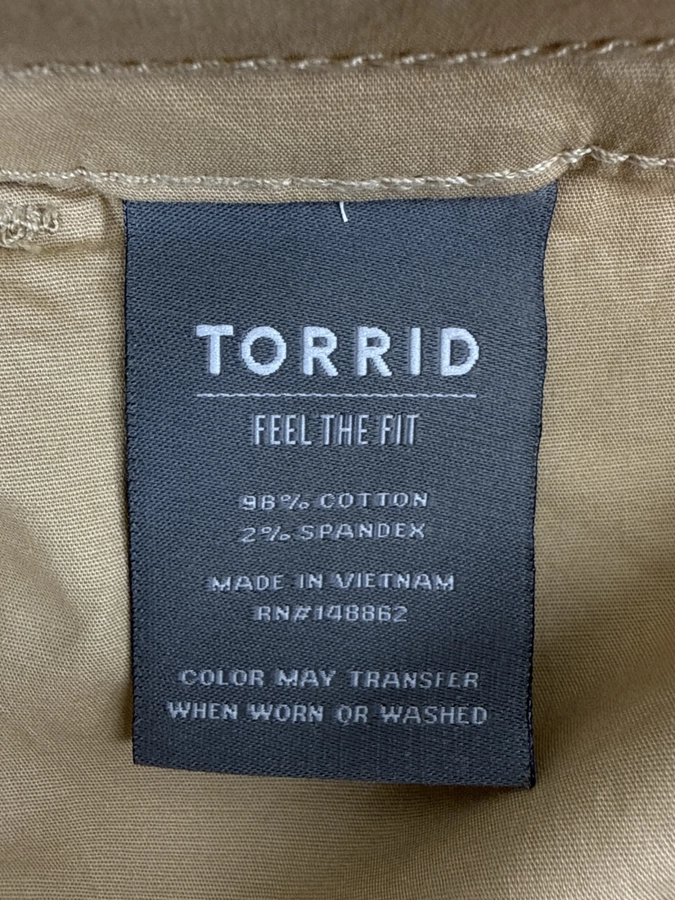 TORRID
FEEL THE FIT
98% COTTON
2% SPANDEX
MADE IN VIETNAM
RN#148862
COLOR MAY TRANSFER
WHEN WORN OR WASHED